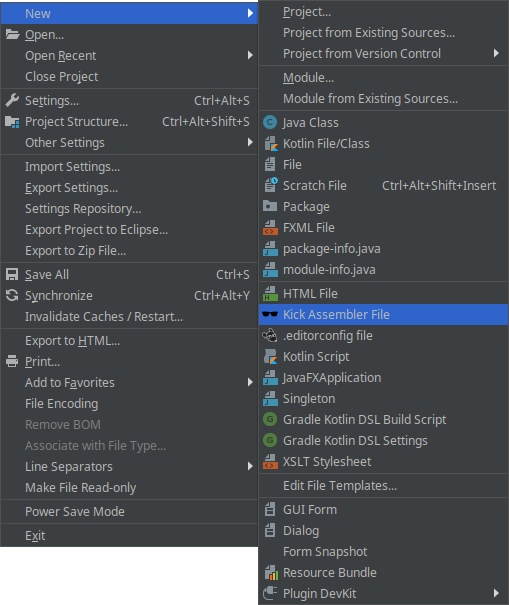 New
Open...
Open Recent
Close Project
Settings... Ctrl+Alt+S
Project Structure... Ctrl+Alt+Shift+S
Other Settings
Import Settings...
Export Settings...
Settings Repository...
Export Project to Eclipse...
Export to Zip File...
Save All Ctrl+S
Synchronize Ctrl+Alt+Y
Invalidate Caches / Restart...
Export to HTML...
Print...
Add to Favorites
File Encoding
Remove BOM
Associate with File Type...
Line Separators
Make File Read-only
Power Save Mode
Exit
Project...
Project from Existing Sources...
Project from Version Control
Module...
Module from Existing Sources...
Java Class
Kotlin File/Class
File
Scratch File Ctrl+Alt+Shift+Insert
Package
FXML File
package-info.java
module-info.java
HTML File
Kick Assembler File
.editorconfig file
Kotlin Script
JavaFXApplication
Singleton
Gradle Kotlin DSL Build Script
Gradle Kotlin DSL Settings
XSLT Stylesheet
Edit File Templates...
GUI Form
Dialog
Form Snapshot
Resource Bundle
Plugin DevKit